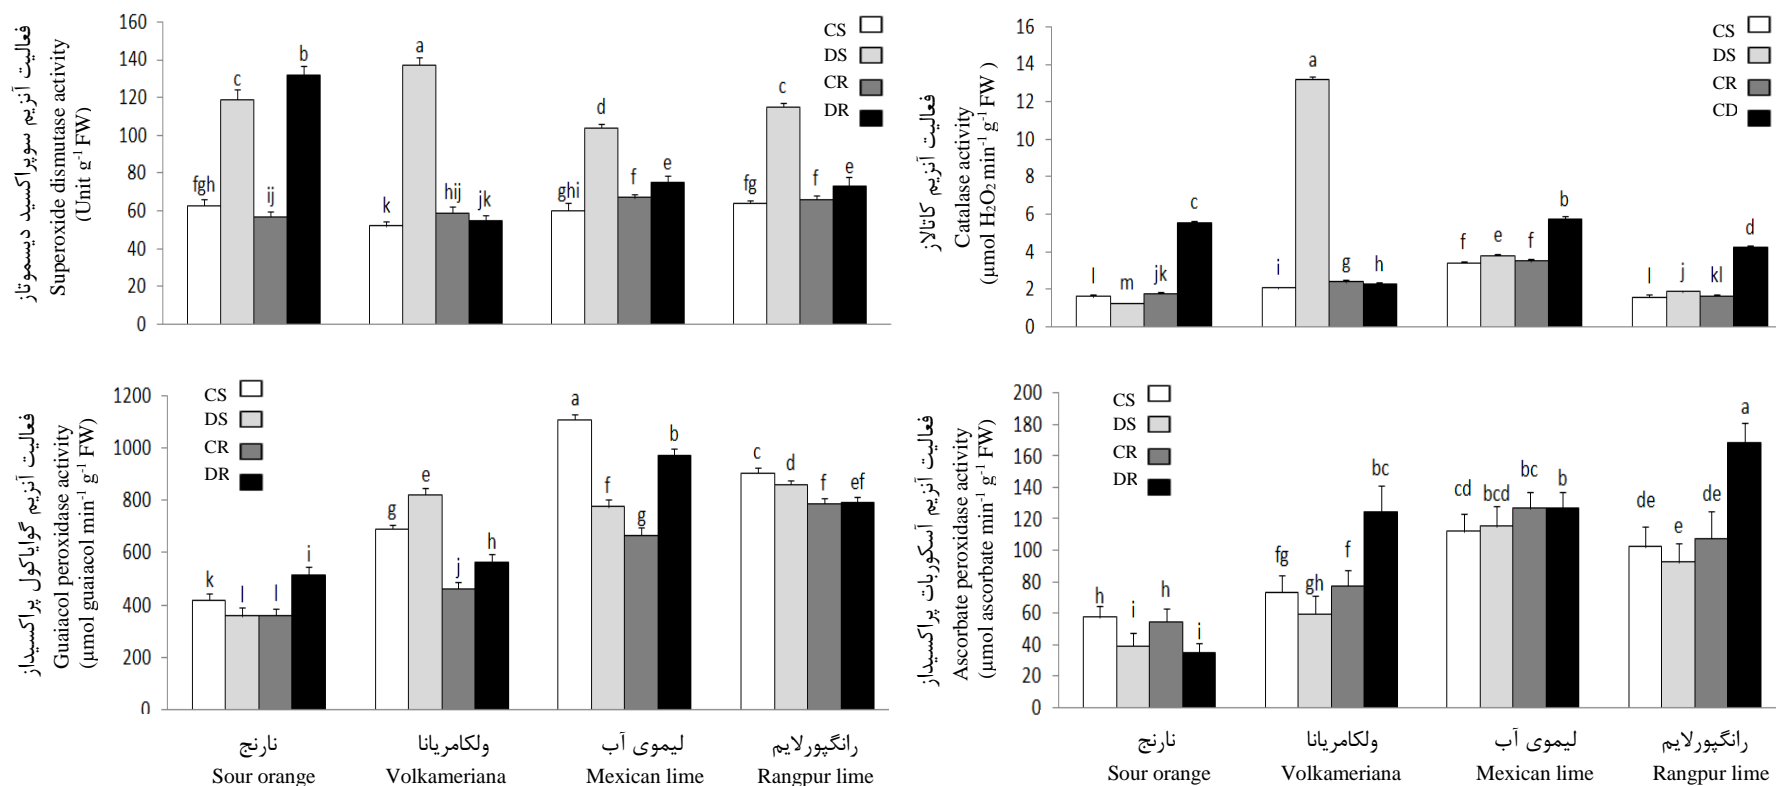 فعالیت آنزیم سوپراکسید دیسموتاز
Superoxide dismutase activity
(Unit g-1 FW)
160
140
120
100
80
60
40
20
0
CS
DS
CR
DR
fgh c ij b
k a hij jk
ghi d f e
fg c f e
فعالیت آنزیم کاتالاز
Catalase activity
(µmol H2O2 min-1 g-1 FW )
16
14
12
10
8
6
4
2
0
CS
DS
CR
CD
l m jk c
i a g h
f e f b
l j kl d
فعالیت آنزیم گوایاکول پراکسیداز
Guaiacol peroxidase activity
(µmol guaiacol min-1 g-1 FW)
1200
1000
800
600
400
200
0
CS
DS
CR
DR
k l l i
g e j h
a f g b
c d f ef
نارنج ولکامریانا لیموی آب رانگپورلایم
Sour orange Volkameriana Mexican lime Rangpur lime
فعالیت آنزیم آسکوربات پراکسیداز
Ascorbate peroxidase activity
(µmol ascorbate min-1 g-1 FW)
200
180
160
140
120
100
80
60
40
20
0
CS
DS
CR
DR
h i h i
fg gh f bc
cd bcd bc b
de e de a
نارنج ولکامریانا لیموی آب رانگپورلایم
Sour orange Volkameriana Mexican lime Rangpur lime